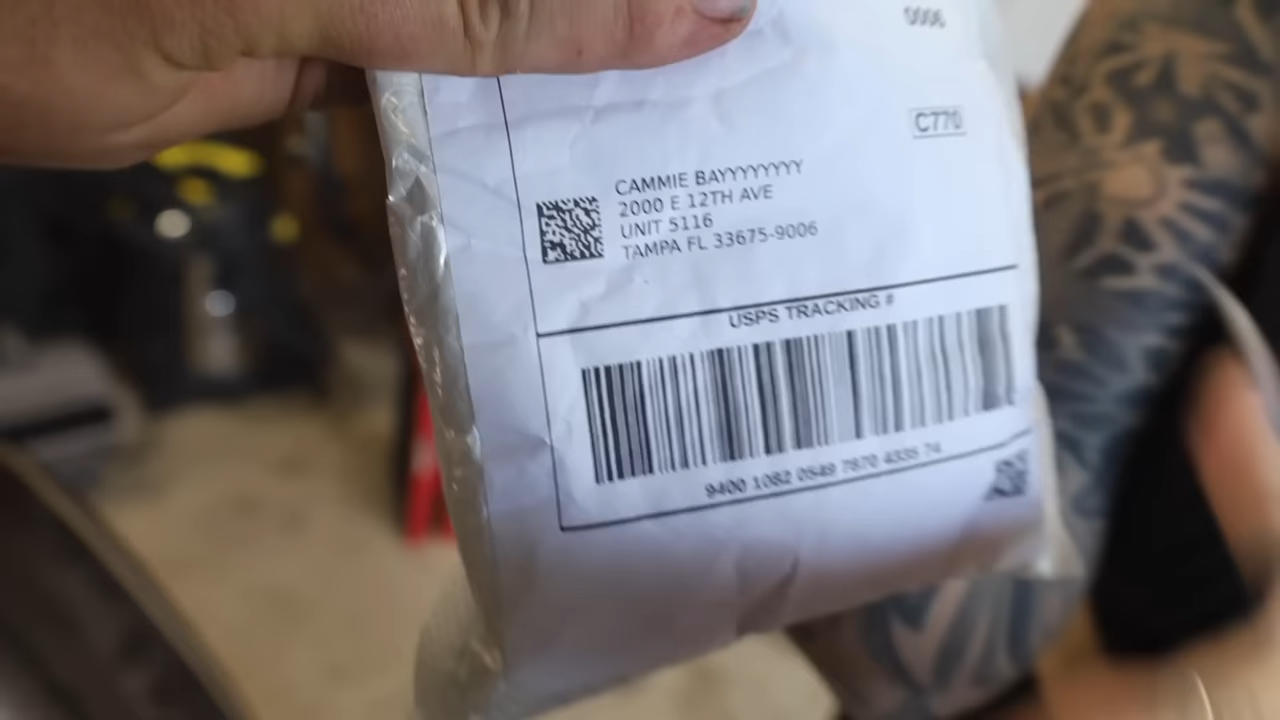 0006
C770
CAMMIE BAYYYYYYYY
2000 E 12TH AVE
UNIT 5116
TAMPA FL 33675-9006
USPS TRACKING #
9400 1082 0549 7870 4335 74